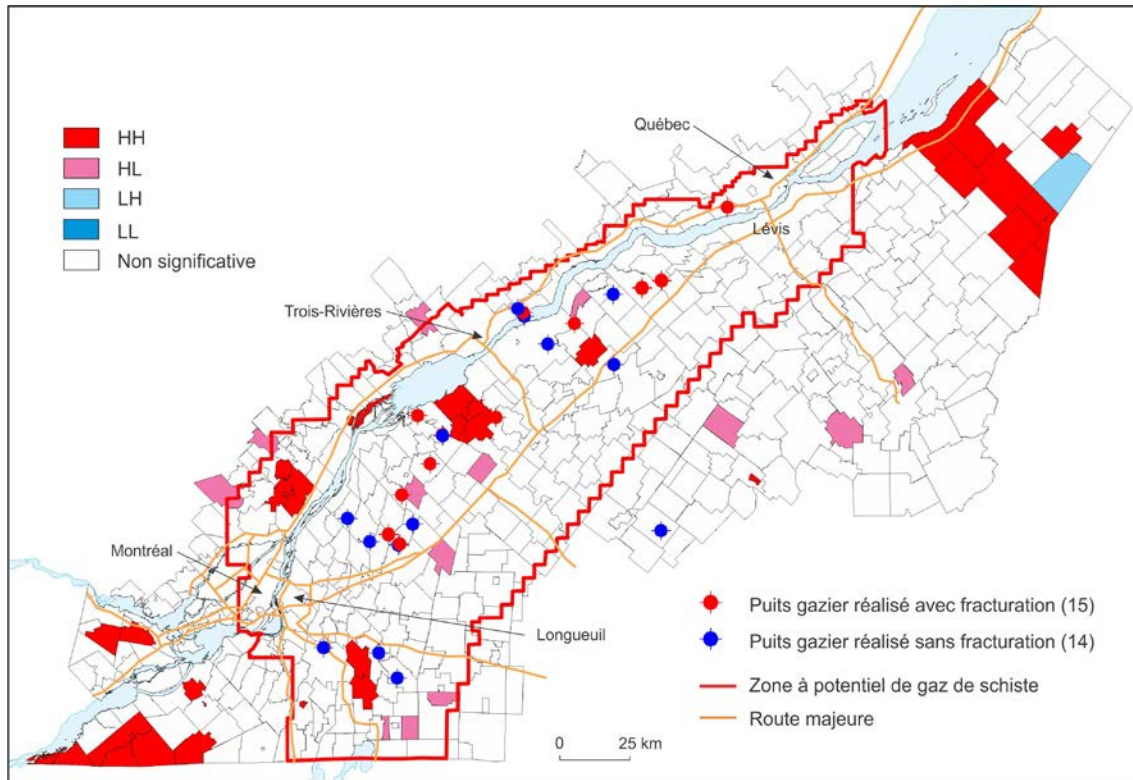 HH
HL
LH
LL
Non significative
Québec
Lévis
Trois-Rivières
Montréal
Longueuil
Puits gazier réalisé avec fracturation (15)
Puits gazier réalisé sans fracturation (14)
Zone à potentiel de gaz de schiste
Route majeure
0 25 km